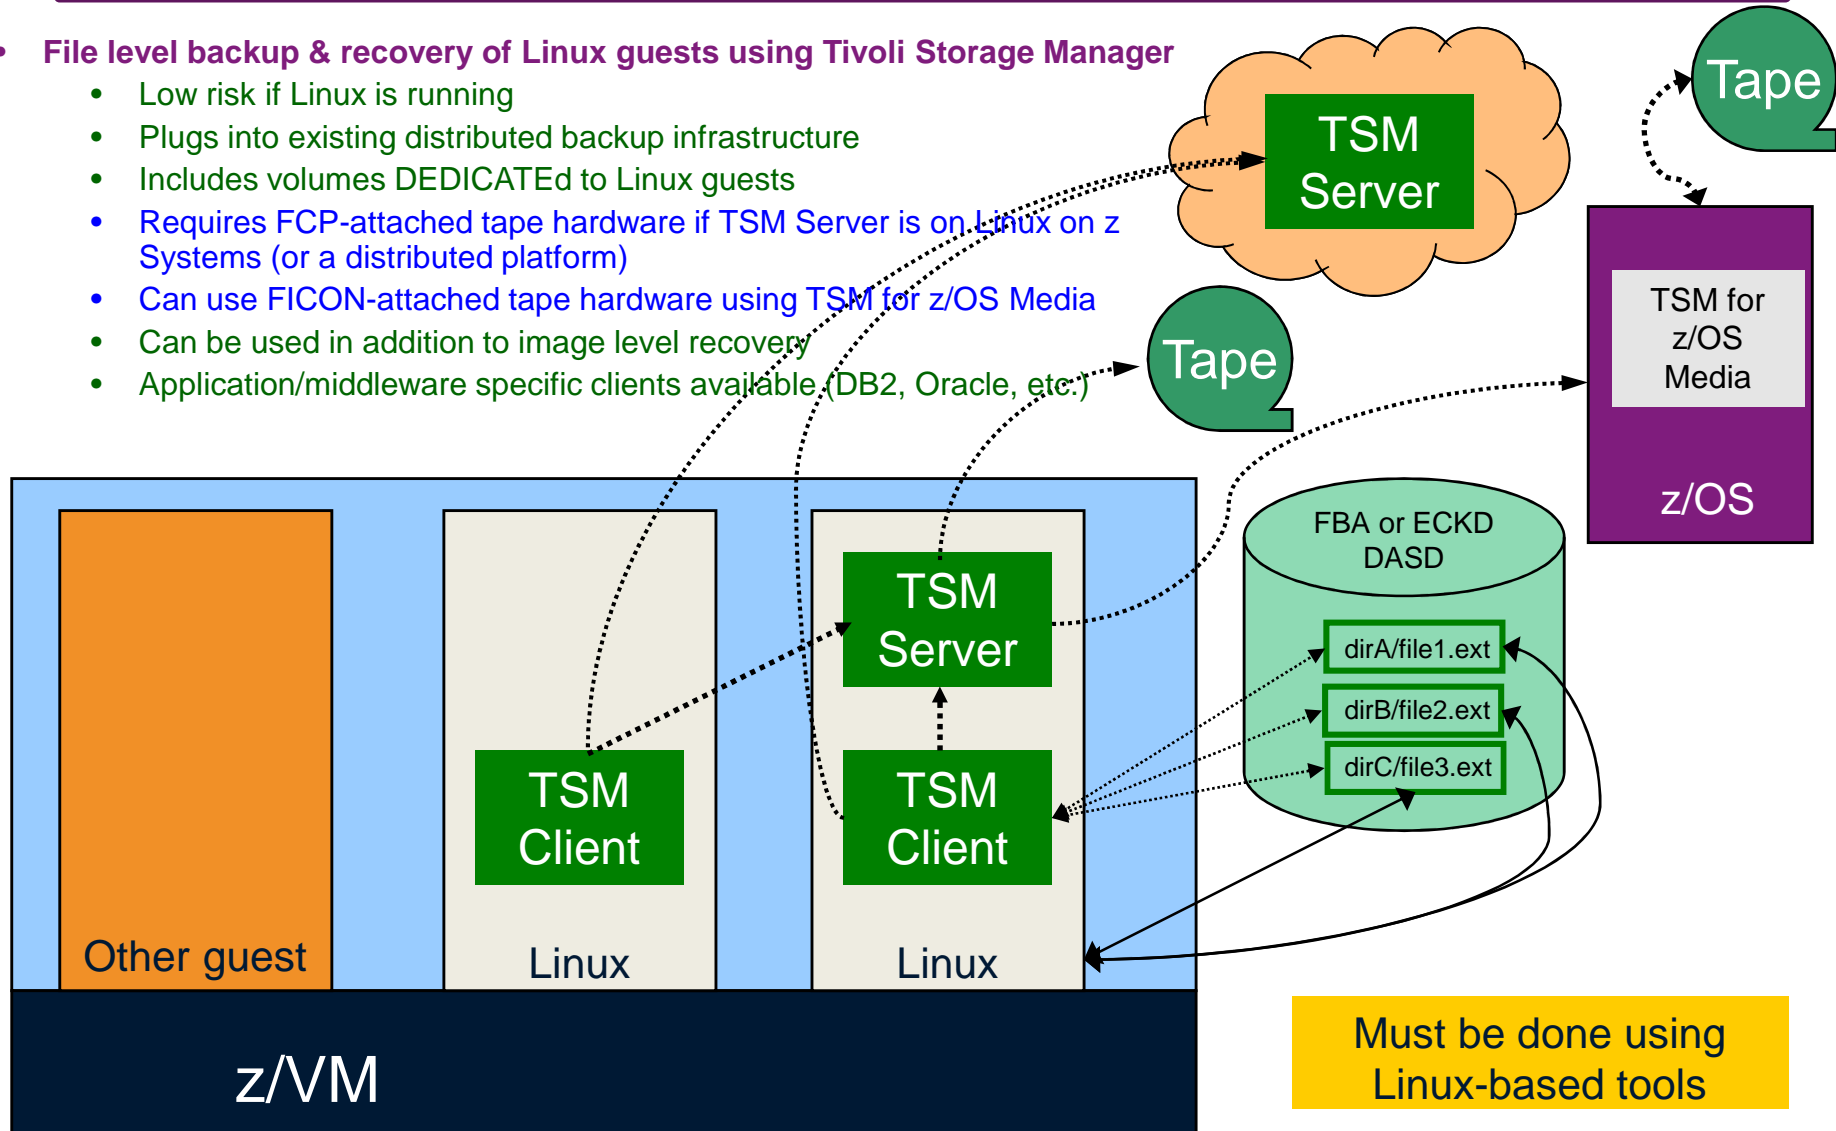 • File level backup & recovery of Linux guests using Tivoli Storage Manager
• Low risk if Linux is running
• Plugs into existing distributed backup infrastructure
• Includes volumes DEDICATEd to Linux guests
• Requires FCP-attached tape hardware if TSM Server is on Linux on z
Systems (or a distributed platform)
• Can use FICON-attached tape hardware using TSM for z/OS Media
• Can be used in addition to image level recovery
• Application/middleware specific clients available (DB2, Oracle, etc.)
TSM
Server
Tape
TSM for
z/OS
Media
z/OS
Tape
FBA or ECKD
DASD
dirA/file1.ext
dirB/file2.ext
dirC/file3.ext
TSM
Server
TSM
Client
TSM
Client
Other guest
Linux
Linux
z/VM
Must be done using
Linux-based tools